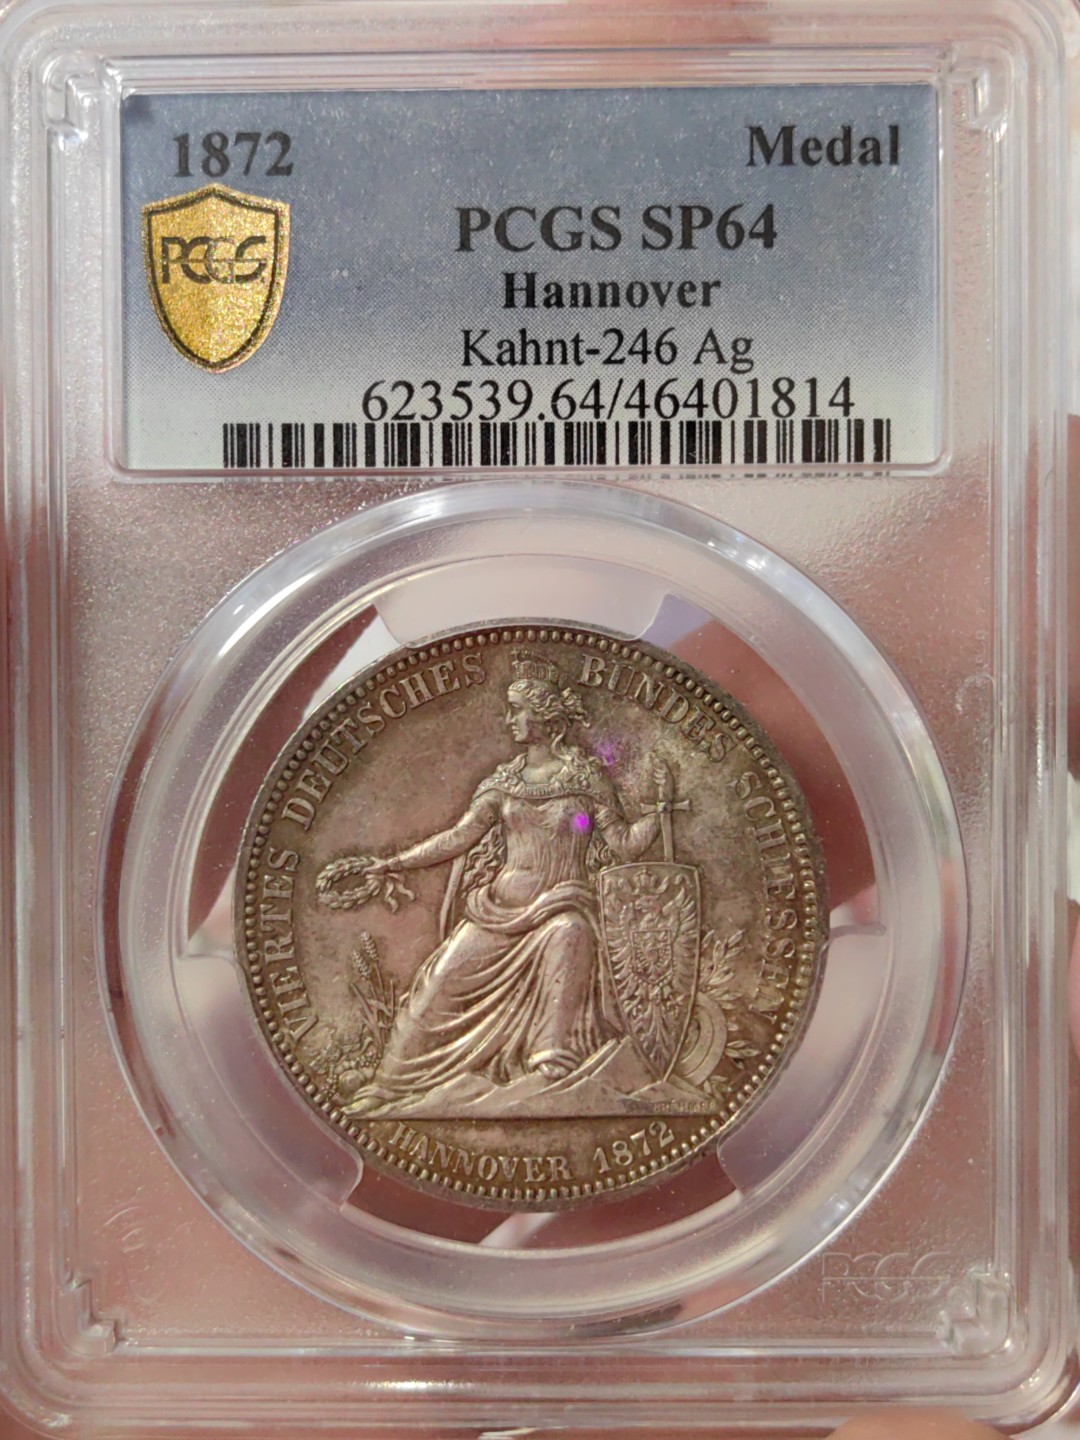 1872
Medal
PCGS
PCGS SP64
Hannover
Kahnt-246 Ag
623539.64/46401814
VIERTES DEUTSCHES BUNDES SCHIESSEN
HANNOVER 1872
PCGS